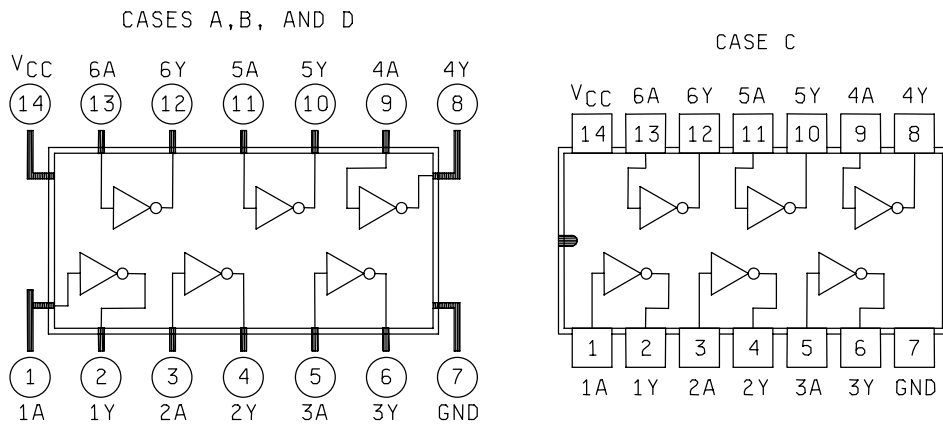 CASES A,B, AND D
VCC 6A 6Y 5A 5Y 4A 4Y
14 13 12 11 10 9 8
1 2 3 4 5 6 7
1A 1Y 2A 2Y 3A 3Y GND
CASE C
VCC 6A 6Y 5A 5Y 4A 4Y
14 13 12 11 10 9 8
1 2 3 4 5 6 7
1A 1Y 2A 2Y 3A 3Y GND